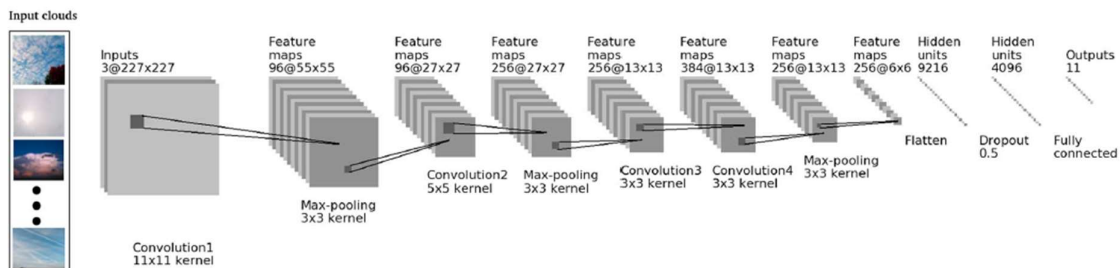 Input clouds
Inputs
3@227x227
Feature
maps
96@55x55
Feature
maps
96@27x27
Feature
maps
256@27x27
Feature
maps
256@13x13
Feature
maps
384@13x13
Feature
maps
256@13x13
Feature
maps
256@6x6
Hidden
units
9216
Hidden
units
4096
Outputs
11
Convolution1
11x11 kernel
Max-pooling
3x3 kernel
Convolution2
5x5 kernel
Max-pooling
3x3 kernel
Convolution3
3x3 kernel
Convolution4
3x3 kernel
Max-pooling
3x3 kernel
Flatten
Dropout
0.5
Fully
connected